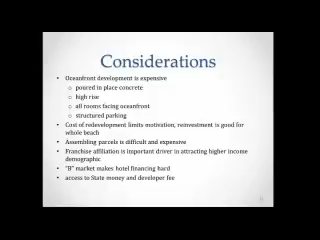 Considerations
• Oceanfront development is expensive
o poured in place concrete
o high rise
o all rooms facing oceanfront
o structured parking
• Cost of redevelopment limits motivation, reinvestment is good for
whole beach
• Assembling parcels is difficult and expensive
• Franchise affiliation is important driver in attracting higher income
demographic
• "B" market makes hotel financing hard
• access to State money and developer fee